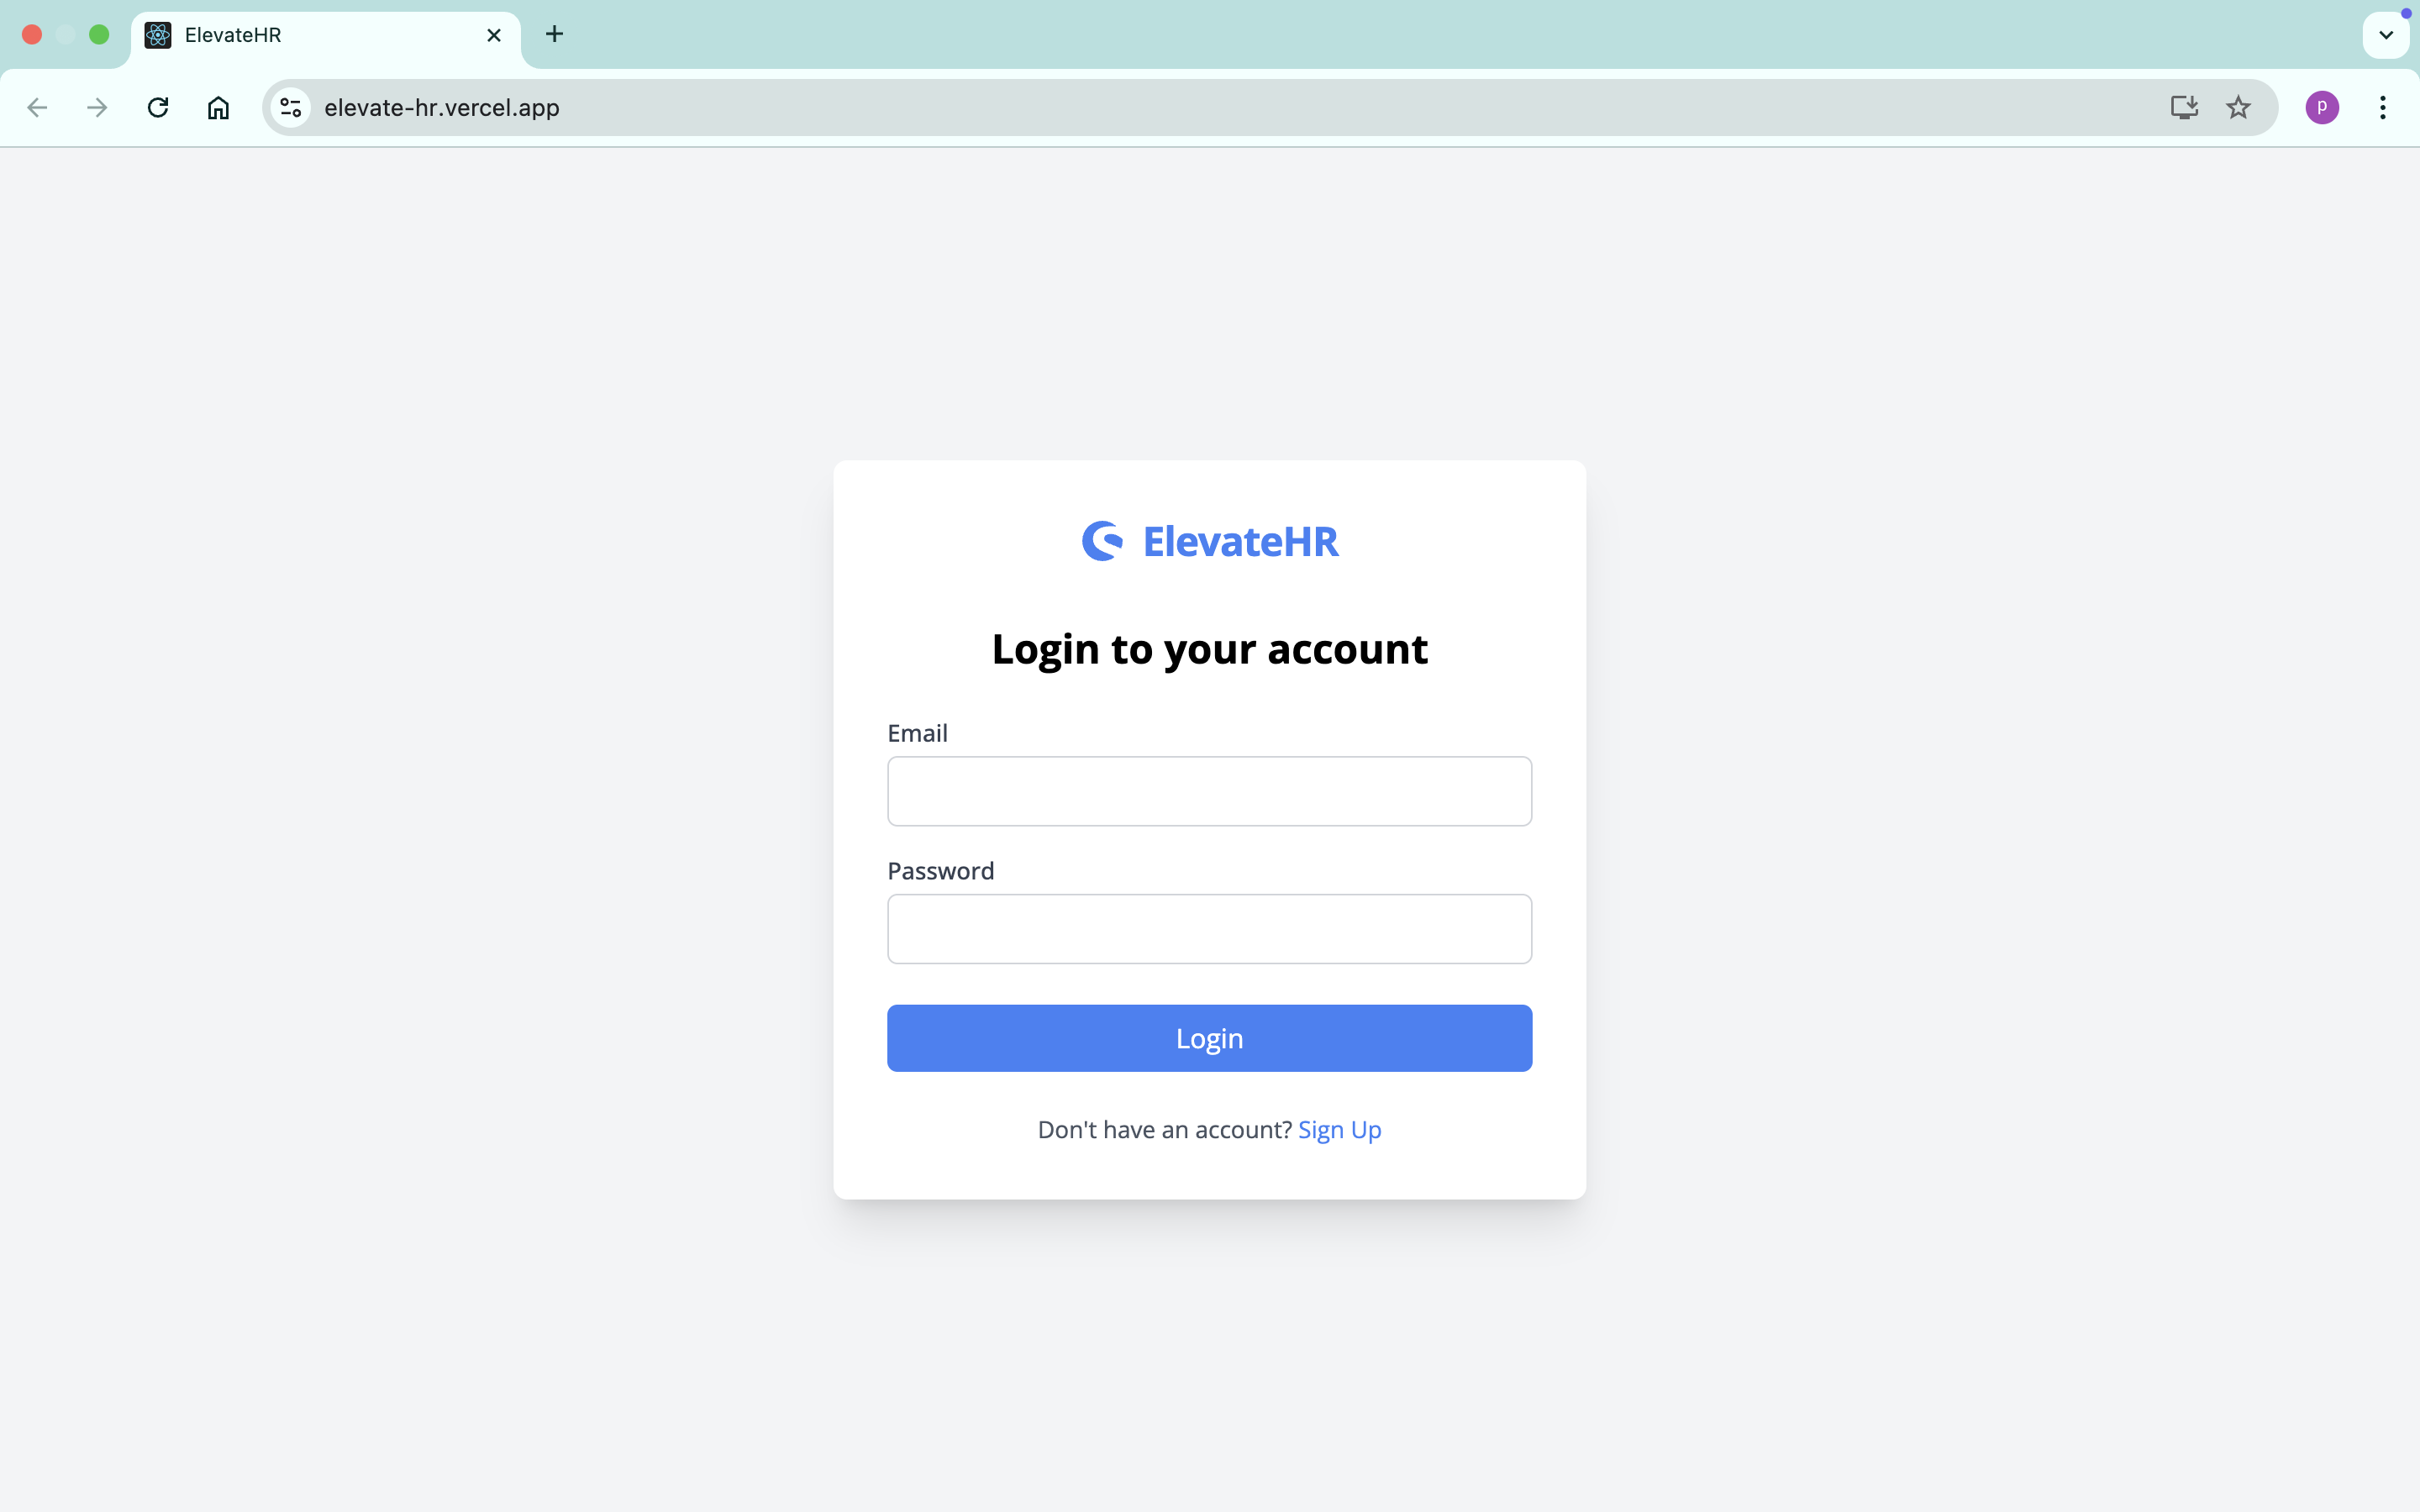 ElevateHR
elevate-hr.vercel.app
p
ElevateHR
Login to your account
Email
Password
Login
Don't have an account? Sign Up